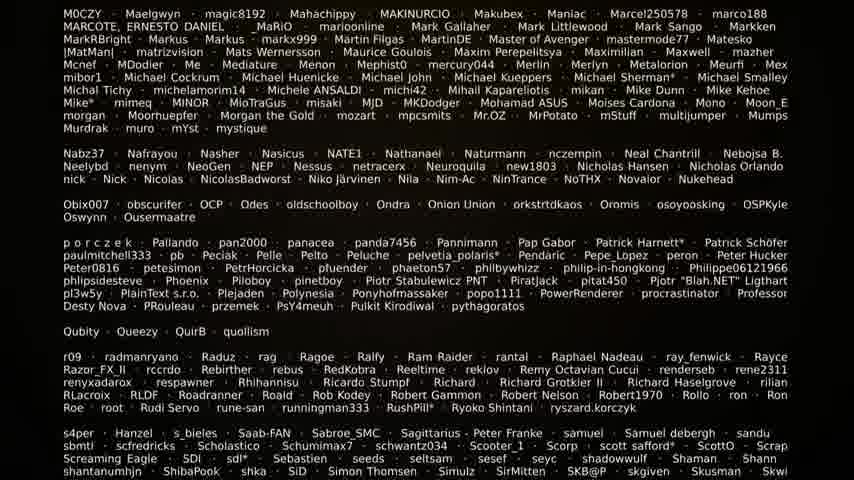 M0CZY · Maelgwyn · magic8192 · Mahachippy · MAKINURCIO · Makubex · Maniac · Marcel250578 · marco188
MARCOTE, ERNESTO DANIEL · _MaRiO · marioonline · Mark Gallaher · Mark Littlewood · Mark Sango · Markken
MarkRBright · Markus · Markus · markx999 · Martin Filgas · MartinDE · Master of Avenger · mastermode77 · Matesko
|MatMan| · matrizvision · Mats Wernersson · Maurice Goulois · Maxim Perepelitsya · Maximilian · Maxwell · mazher
Mcnef · MDodier · Me · Mediature · Menon · Mephist0 · mercury044 · Merlin · Merlyn · Metalorion · Meurfi · Mex
mibor1 · Michael Cockrum · Michael Huenicke · Michael John · Michael Kueppers · Michael Sherman* · Michael Smalley
Michal Tichy · michelamorim14 · Michele ANSALDI · michi42 · Mihail Kapareliotis · mikan · Mike Dunn · Mike Kehoe
Mike* · mimeq · MINOR · MioTraGus · misaki · MJD · MKDodger · Mohamad ASUS · Moises Cardona · Mono · Moon_E
morgan · Moorhuepfer · Morgan the Gold · mozart · mpcsmits · Mr.OZ · MrPotato · mStuff · multijumper · Mumps
Murdrak · muro · mYst · mystique
Nabz37 · Nafrayou · Nasher · Nasicus · NATE1 · Nathanael · Naturmann · nczempin · Neal Chantrill · Nebojsa B.
Neelybd · nenym · NeoGen · NEP · Nessus · netracerx · Neuroquila · new1803 · Nicholas Hansen · Nicholas Orlando
nick · Nick · Nicolas · NicolasBadworst · Niko Järvinen · Nila · Nim-Ac · NinTrance · NoTHX · Novaior · Nukehead
Obix007 · obscurifer · OCP · Odes · oldschoolboy · Ondra · Onion Union · orkstrtdkaos · Oromis · osoyoosking · OSPKyle
Oswynn · Ousermaatre
p o r c z e k · Pallando · pan2000 · panacea · panda7456 · Pannimann · Pap Gabor · Patrick Harnett* · Patrick Schöfer
paulmitchell333 · pb · Peciak · Pelle · Pelto · Peluche · pelvetia_polaris* · Pendaric · Pepe_Lopez · peron · Peter Hucker
Peter0816 · petesimon · PetrHorcicka · pfuender · phaeton57 · philbywhizz · philip-in-hongkong · Philippe06121966
phlipsidesteve · Phoenix · Piloboy · pinetboy · Piotr Stabulewicz PNT · PiratJack · pitat450 · Pjotr "Blah.NET" Ligthart
pl3w5y · PlainText s.r.o. · Plejaden · Polynesia · Ponyhofmassaker · popo1111 · PowerRenderer · procrastinator · Professor
Desty Nova · PRouleau · przemek · PsY4meuh · Pulkit Kirodiwal · pythagoratos
Qubity · Queezy · QuirB · quollism
r09 · radmanryano · Raduz · rag · Ragoe · Ralfy · Ram Raider · rantal · Raphael Nadeau · ray_fenwick · Rayce
Razor_FX_II · rccrdo · Rebirther · rebus · RedKobra · Reeltime · reklov · Remy Octavian Cucui · renderseb · rene2311
renyxadarox · respawner · Rhihannisu · Ricardo Stumpf · Richard · Richard Grotkier II · Richard Haselgrove · rilian
RLacroix · RLDF · Roadranner · Roald · Rob Kodey · Robert Gammon · Robert Nelson · Robert1970 · Rollo · ron · Ron
Roe · root · Rudi Servo · rune-san · runningman333 · RushPill* · Ryoko Shintani · ryszard.korczyk
s4per · Hanzel · s_bieles · Saab-FAN · Sabroe_SMC · Sagittarius - Peter Franke · samuel · Samuel debergh · sandu
sbmti · scfredricks · Scholastico · Schumimax7 · schwantz034 · Scooter_1 · Scorp · scott safford* · ScottO · Scrap
Screaming Eagle · SDI · sdl* · Sebastien · seeds · seltsam · sesef · seyc · shadowwulf · Shaman · Shann
shantanumhjn · ShibaPook · shka · SiD · Simon Thomsen · Simulz · SirMitten · SKB@P · skgiven · Skusman · Skwi